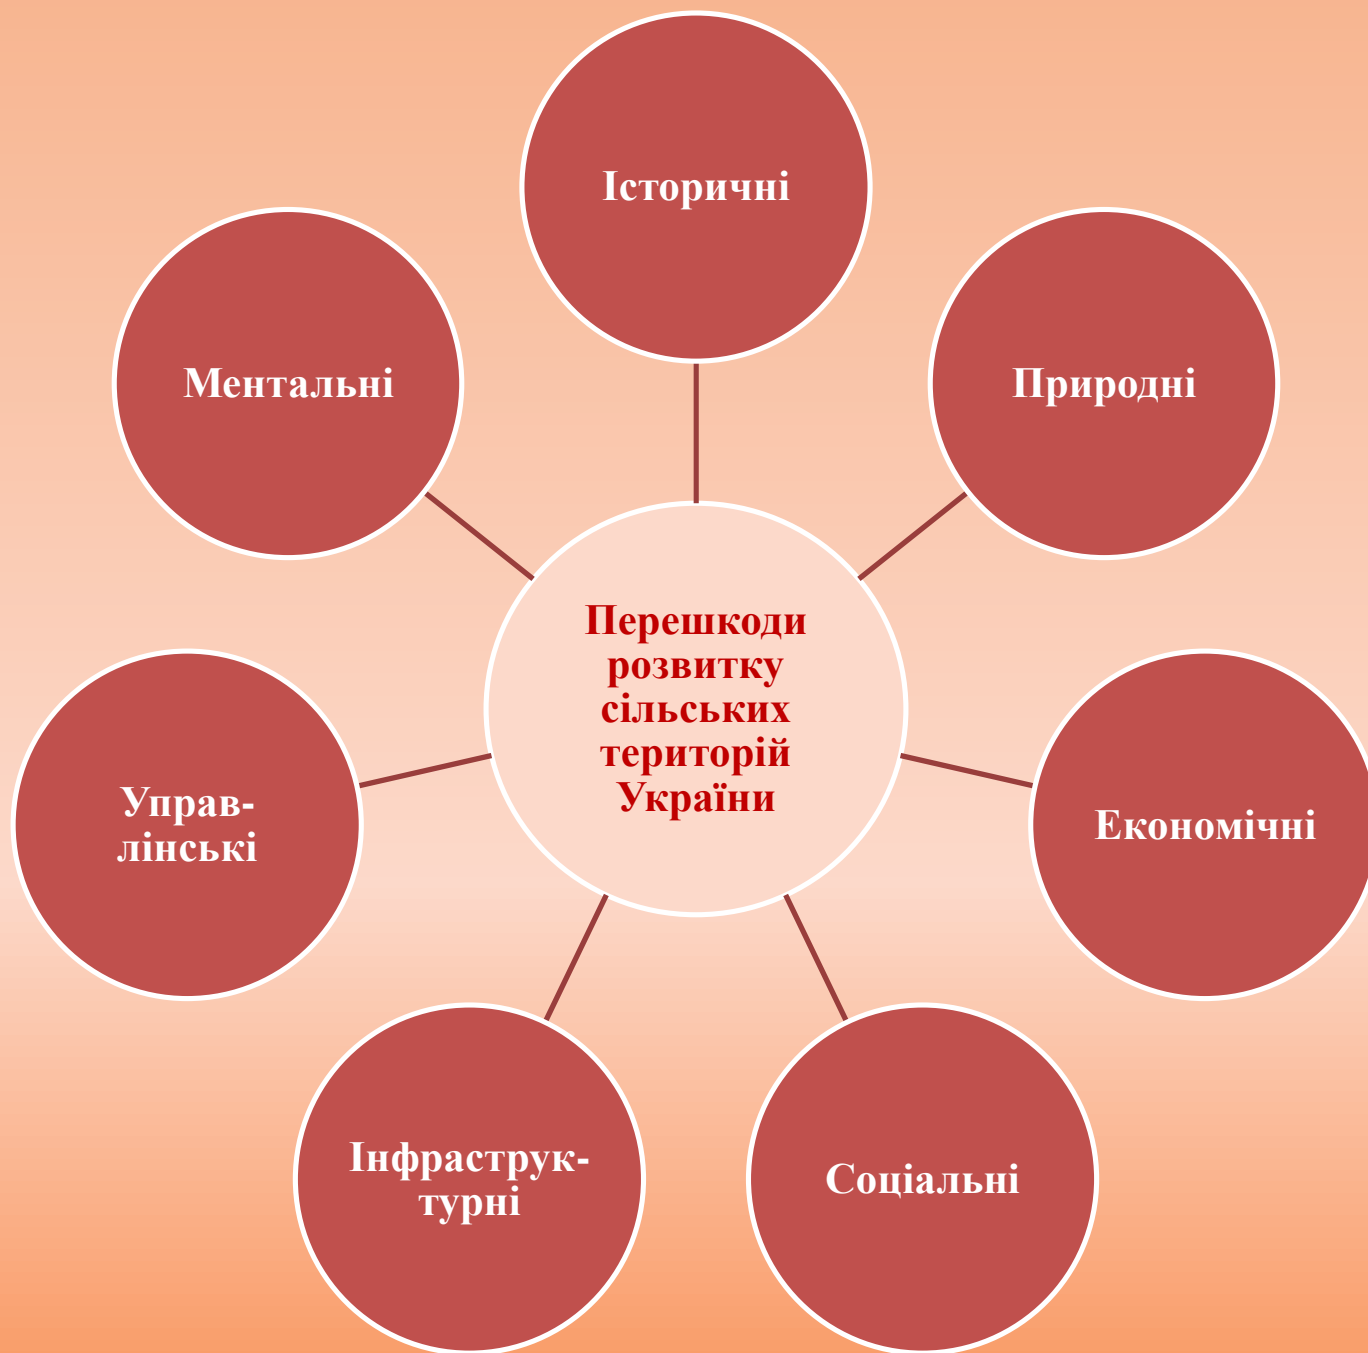 Історичні
Природні
Економічні
Соціальні
Інфраструк-
турні
Управ-
лінські
Ментальні
Перешкоди
розвитку
сільських
територій
України